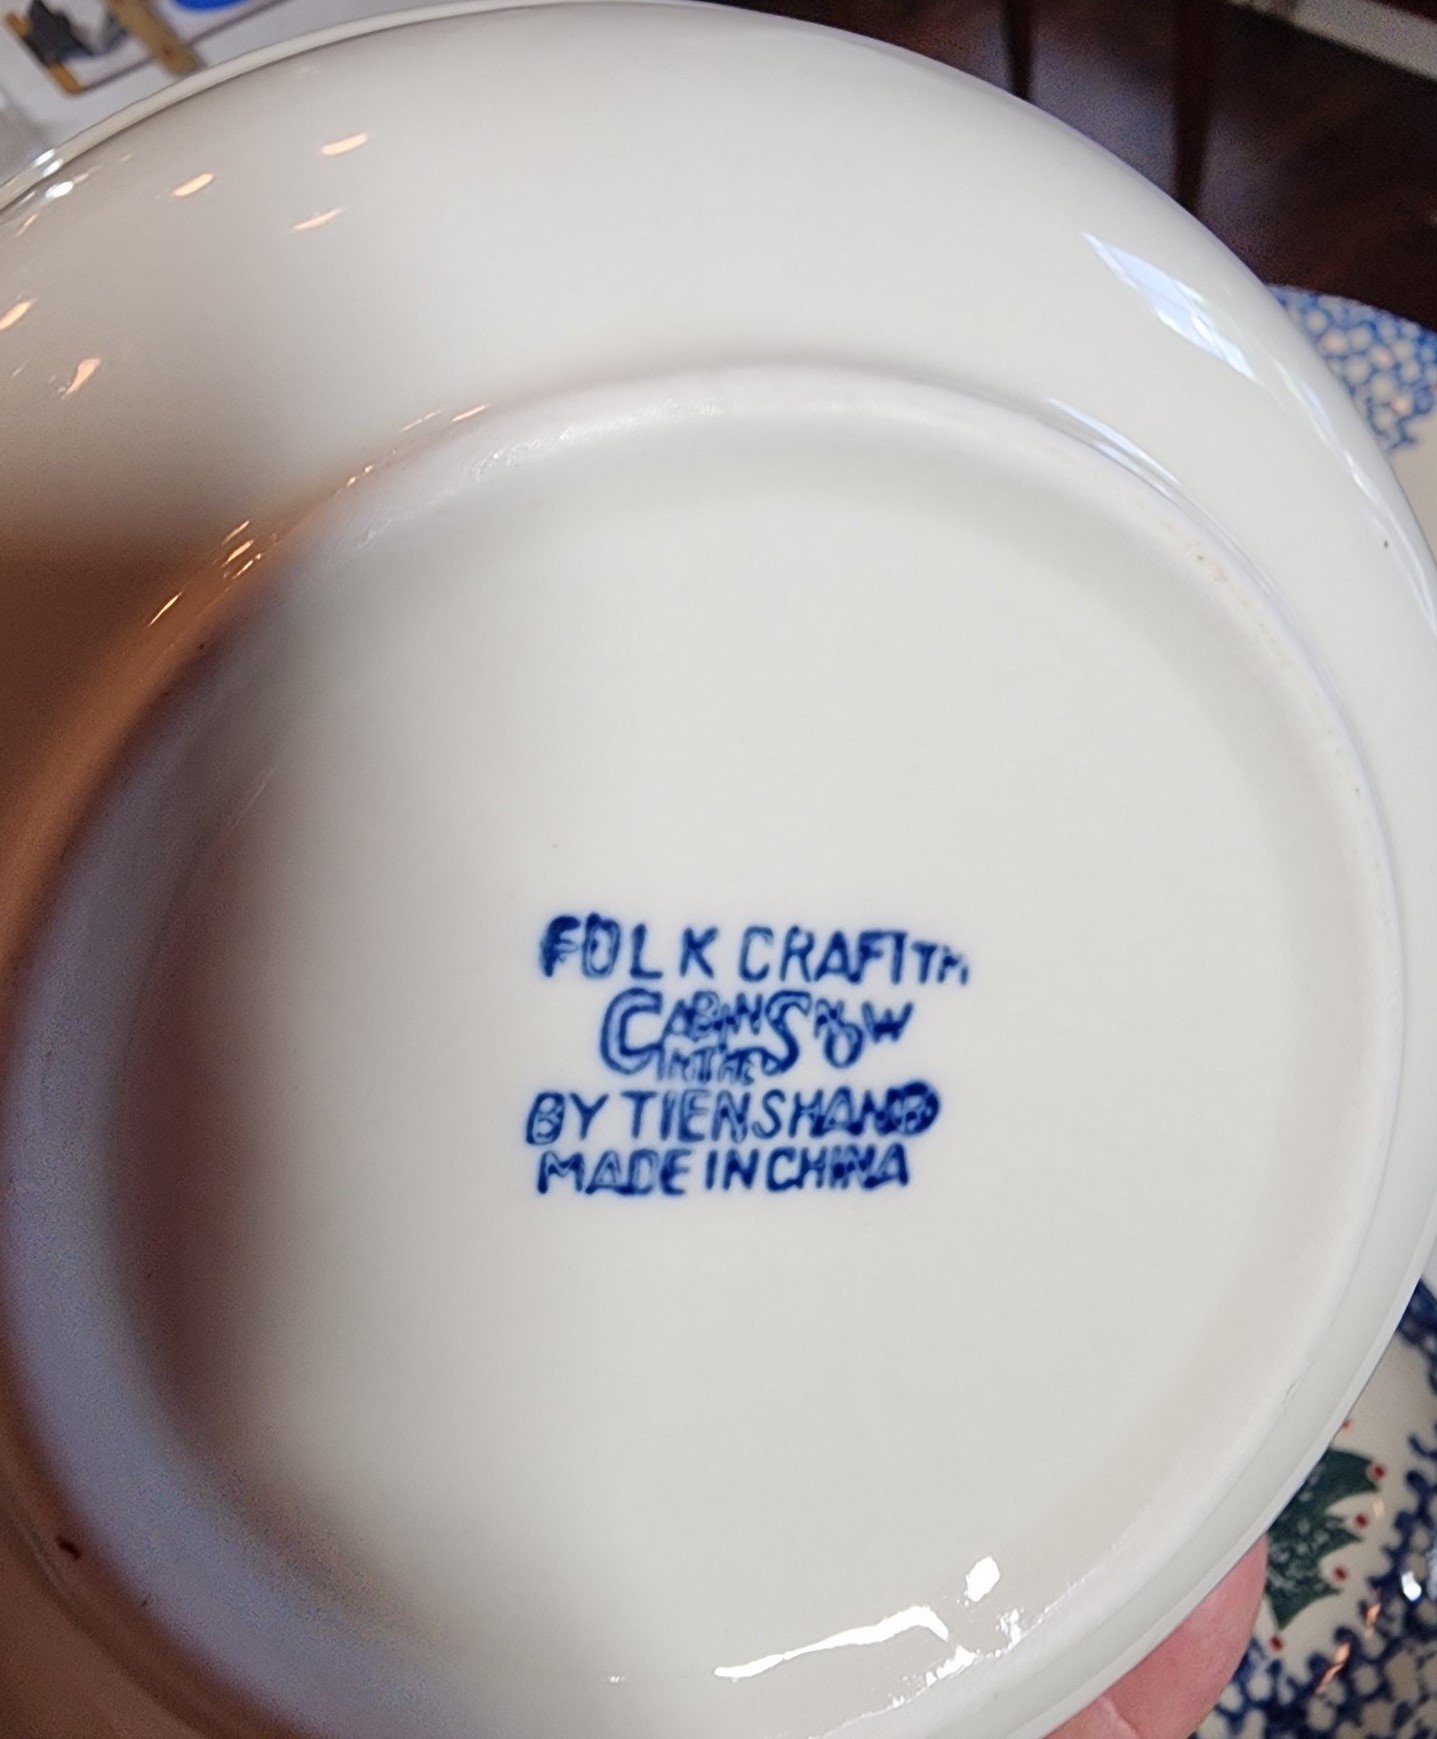 FOLK CRAFT TM
CABIN IN THE SNOW
BY TIENSHAN®
MADE IN CHINA